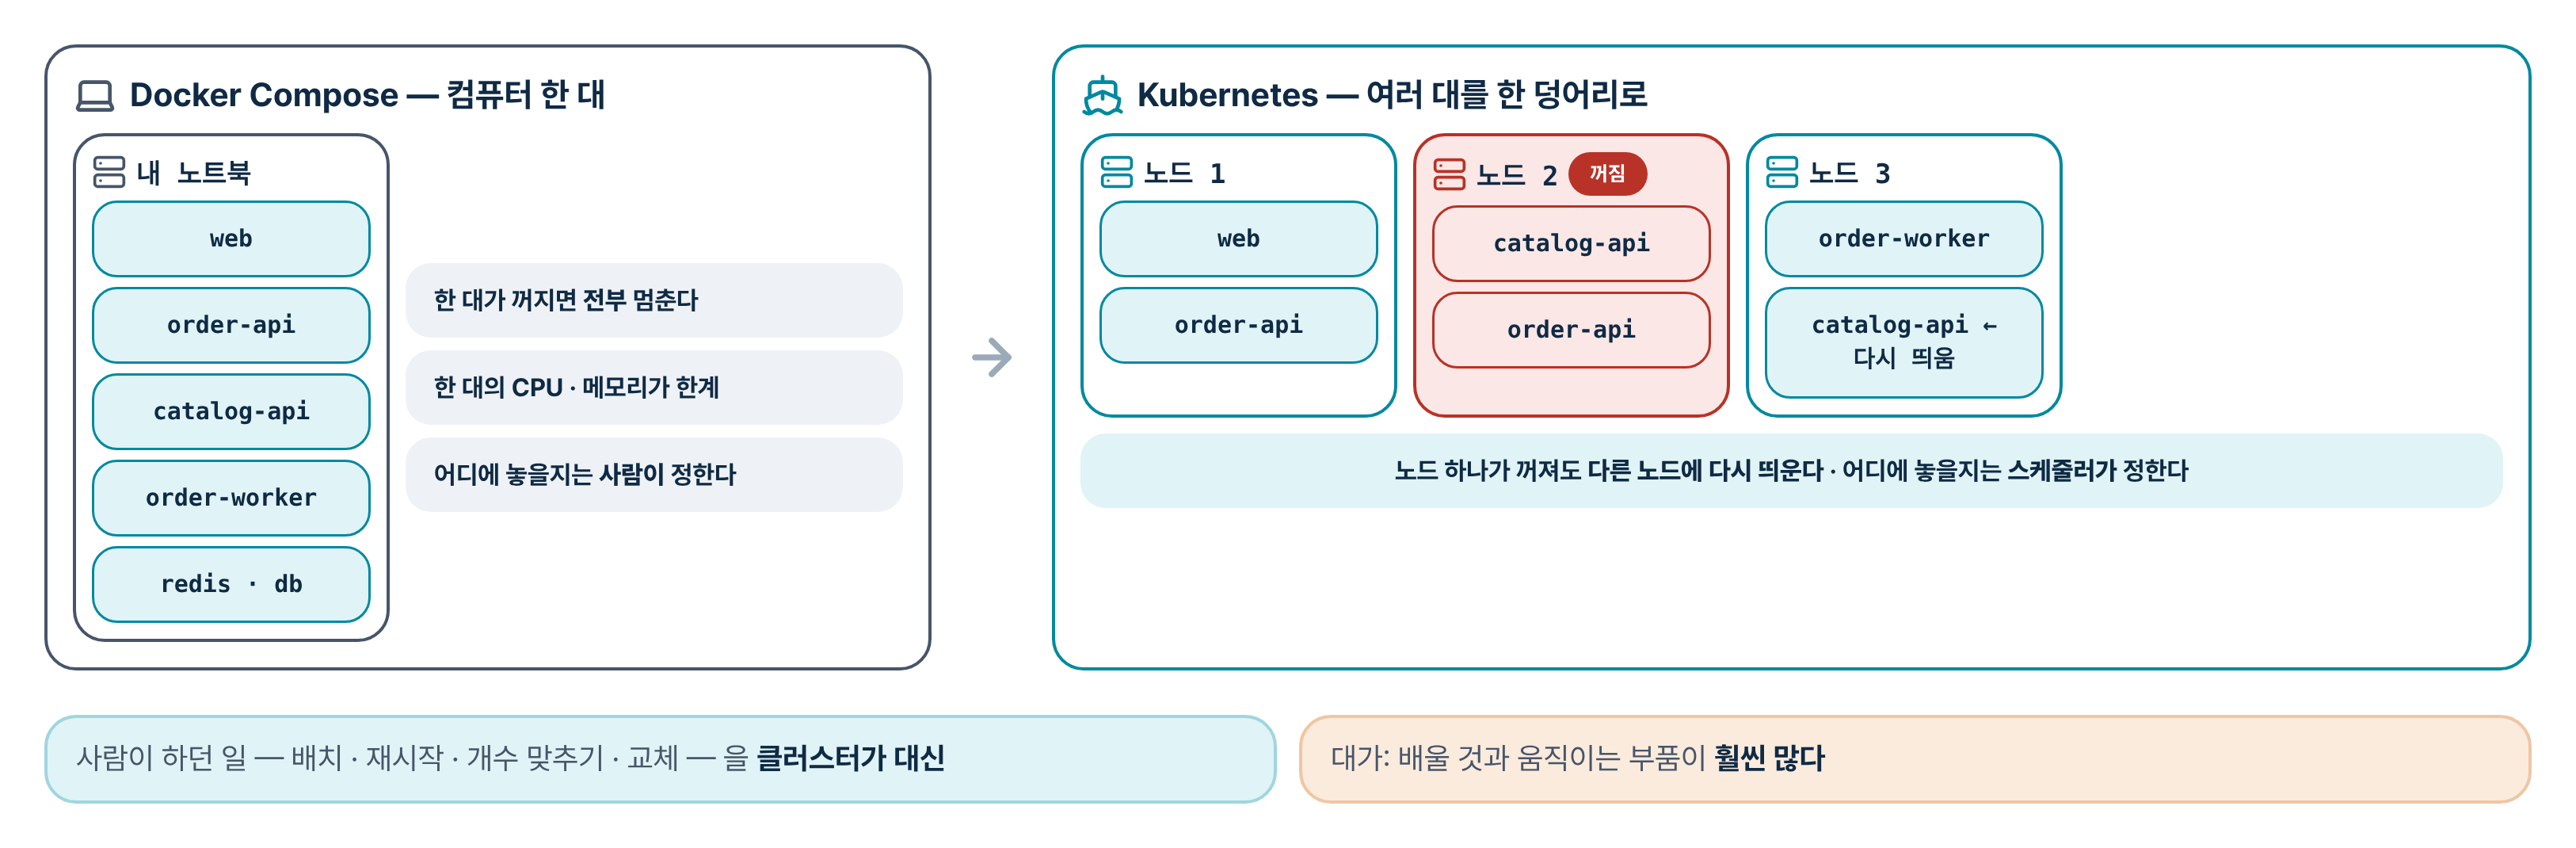 Docker Compose — 컴퓨터 한 대
내 노트북
web
order-api
catalog-api
order-worker
redis · db
한 대가 꺼지면 전부 멈춘다
한 대의 CPU · 메모리가 한계
어디에 놓을지는 사람이 정한다
Kubernetes — 여러 대를 한 덩어리로
노드 1
web
order-api
노드 2 꺼짐
catalog-api
order-api
노드 3
order-worker
catalog-api ←
다시 띄움
노드 하나가 꺼져도 다른 노드에 다시 띄운다 · 어디에 놓을지는 스케줄러가 정한다
사람이 하던 일 — 배치 · 재시작 · 개수 맞추기 · 교체 — 을 클러스터가 대신
대가: 배울 것과 움직이는 부품이 훨씬 많다